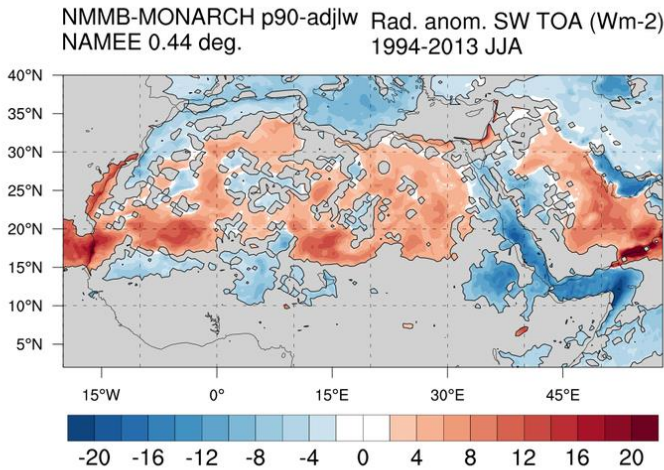 NMMB-MONARCH p90-adjlw Rad. anom. SW TOA (Wm-2)
NAMEE 0.44 deg. 1994-2013 JJA
40°N
35°N
30°N
25°N
20°N
15°N
10°N
5°N
15°W 0° 15°E 30°E 45°E
-20 -16 -12 -8 -4 0 4 8 12 16 20